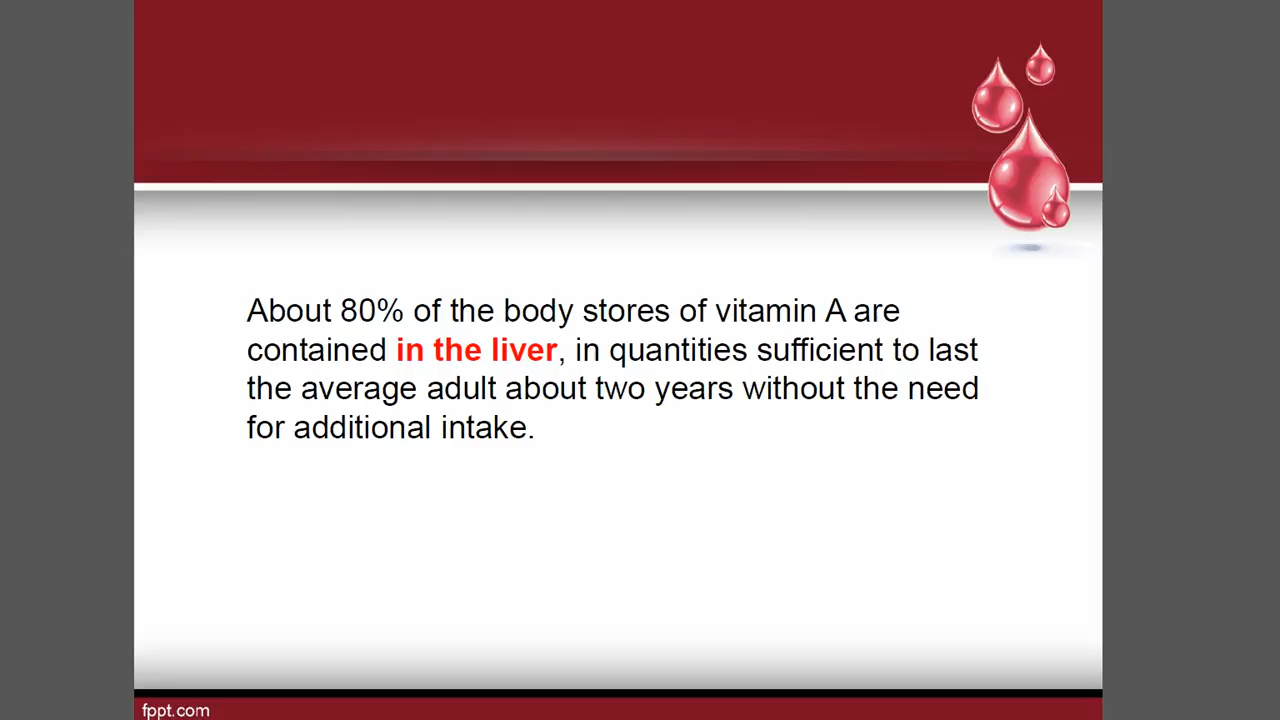 About 80% of the body stores of vitamin A are
contained in the liver, in quantities sufficient to last
the average adult about two years without the need
for additional intake.
fppt.com